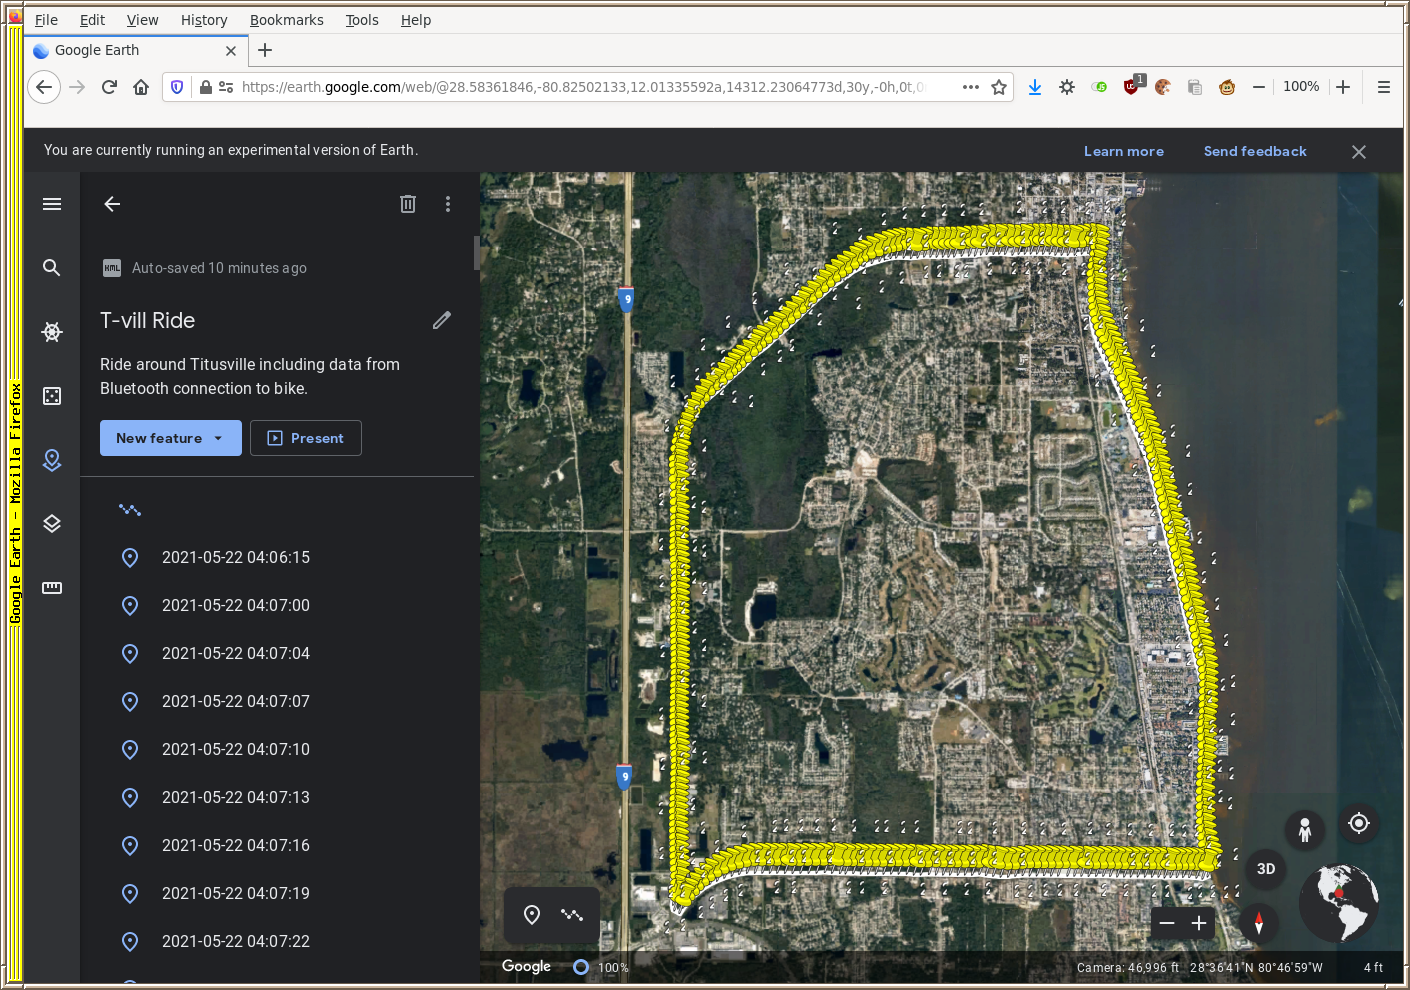 File Edit View History Bookmarks Tools Help
Google Earth
https://earth.google.com/web/@28.58361846,-80.82502133,12.01335592a,14312.23064773d,30y,-0h,0t,0
1
100%
You are currently running an experimental version of Earth.
Learn more
Send feedback
KML
Auto-saved 10 minutes ago
T-vill Ride
Ride around Titusville including data from
Bluetooth connection to bike.
New feature
Present
2021-05-22 04:06:15
2021-05-22 04:07:00
2021-05-22 04:07:04
2021-05-22 04:07:07
2021-05-22 04:07:10
2021-05-22 04:07:13
2021-05-22 04:07:16
2021-05-22 04:07:19
2021-05-22 04:07:22
9
9
3D
Google
100%
Camera: 46,996 ft 28°36'41"N 80°46'59"W
4 ft
Google Earth - Mozilla Firefox